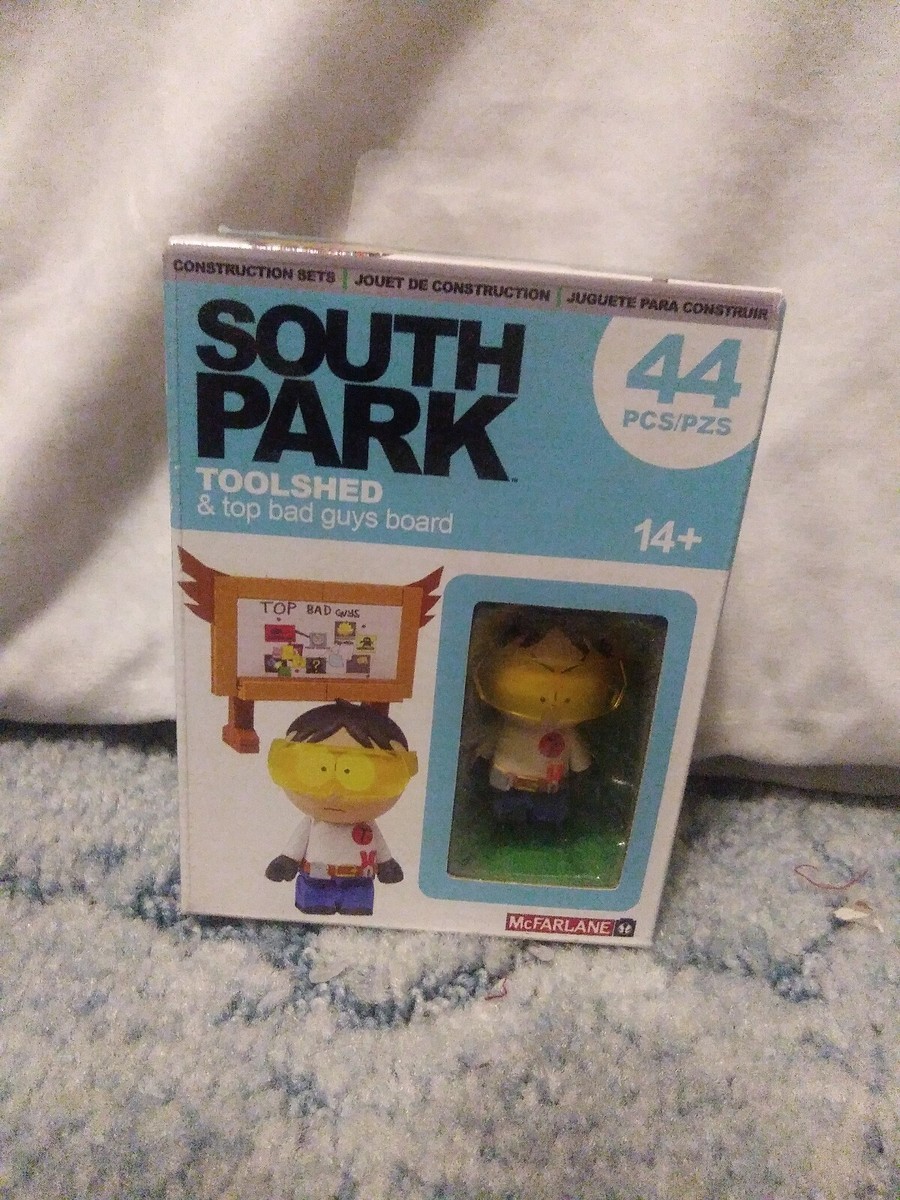 CONSTRUCTION SETS | JOUET DE CONSTRUCTION | JUGUETE PARA CONSTRUIR
SOUTH
PARK™
44
PCS/PZS
TOOLSHED
& top bad guys board
14+
TOP BAD GUYS
?
T
T
McFARLANE